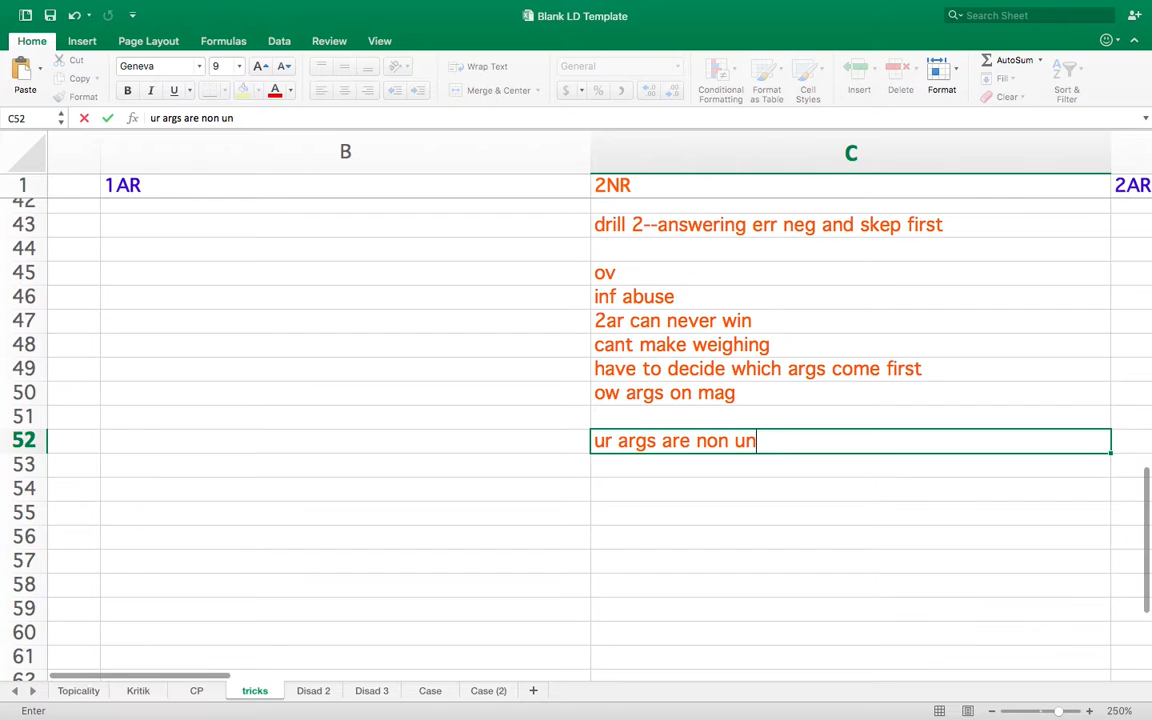 Blank LD Template
Search Sheet
Home Insert Page Layout Formulas Data Review View
Paste
Cut
Copy
Format
Geneva 9 A A
B I U A
Wrap Text
Merge & Center
General
$ % )
Conditional Formatting
Format as Table
Cell Styles
Insert
Delete
Format
AutoSum
Fill
Clear
Sort & Filter
C52 fx ur args are non un
B C
1 1AR 2NR 2AR
42
43 drill 2--answering err neg and skep first
44
45 ov
46 inf abuse
47 2ar can never win
48 cant make weighing
49 have to decide which args come first
50 ow args on mag
51
52 ur args are non un
53
54
55
56
57
58
59
60
61
62
Topicality Kritik CP tricks Disad 2 Disad 3 Case Case (2) +
Enter 250%